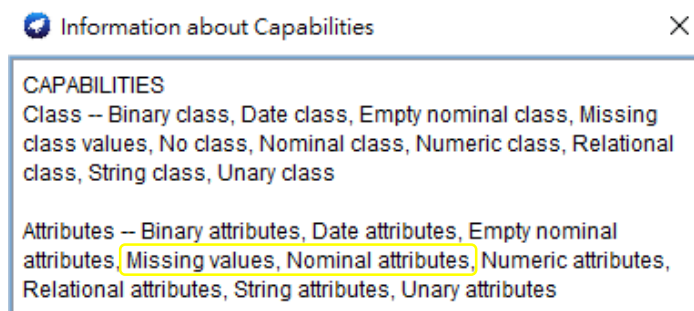 Information about Capabilities
CAPABILITIES
Class -- Binary class, Date class, Empty nominal class, Missing
class values, No class, Nominal class, Numeric class, Relational
class, String class, Unary class
Attributes -- Binary attributes, Date attributes, Empty nominal
attributes, Missing values, Nominal attributes, Numeric attributes,
Relational attributes, String attributes, Unary attributes